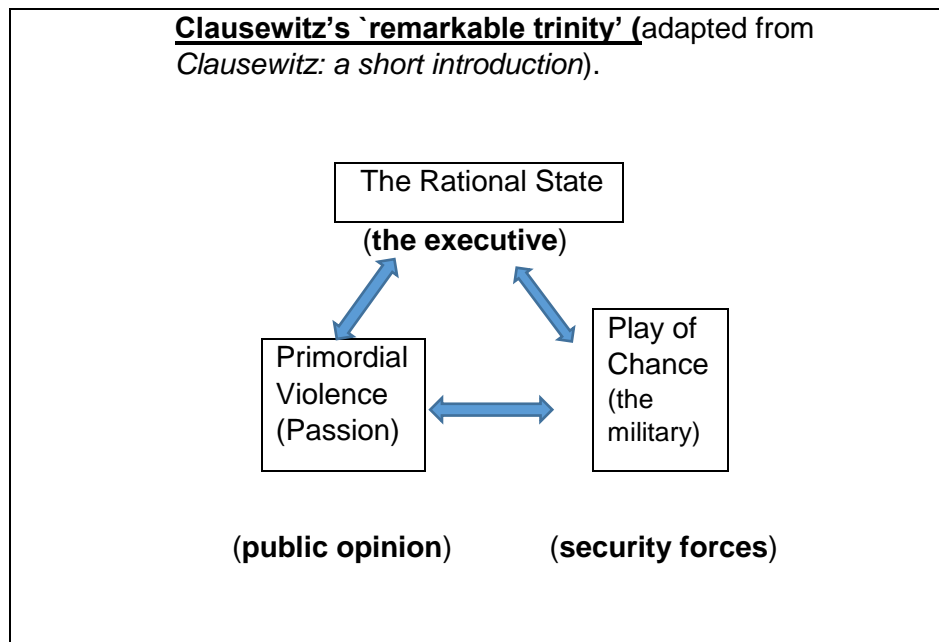 Clausewitz’s `remarkable trinity’ (adapted from
Clausewitz: a short introduction).
The Rational State
(the executive)
Primordial
Violence
(Passion)
Play of
Chance
(the
military)
(public opinion)
(security forces)